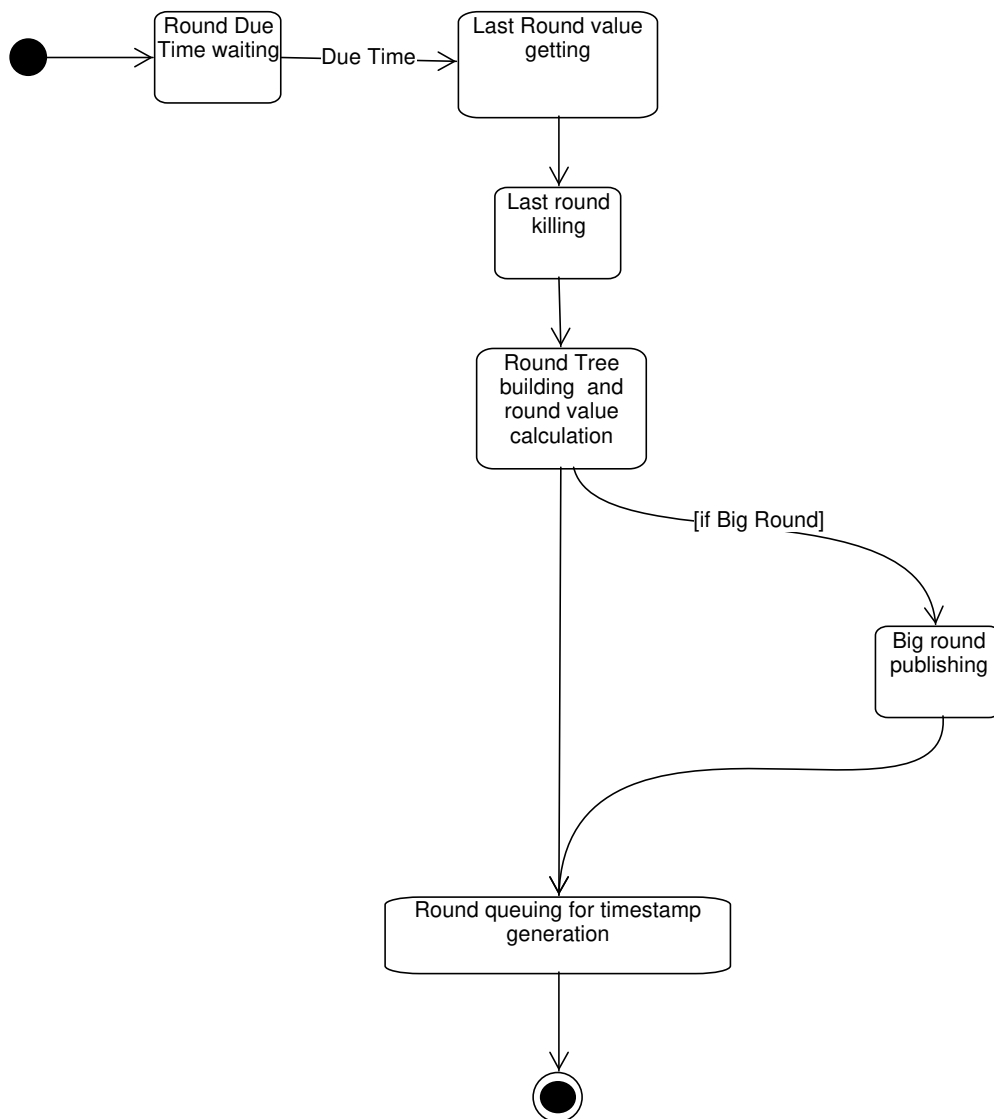 Round Due
Time waiting
Due Time
Last Round value
getting
Last round
killing
Round Tree
building  and
round value
calculation
[if Big Round]
Big round
publishing
Round queuing for timestamp
generation